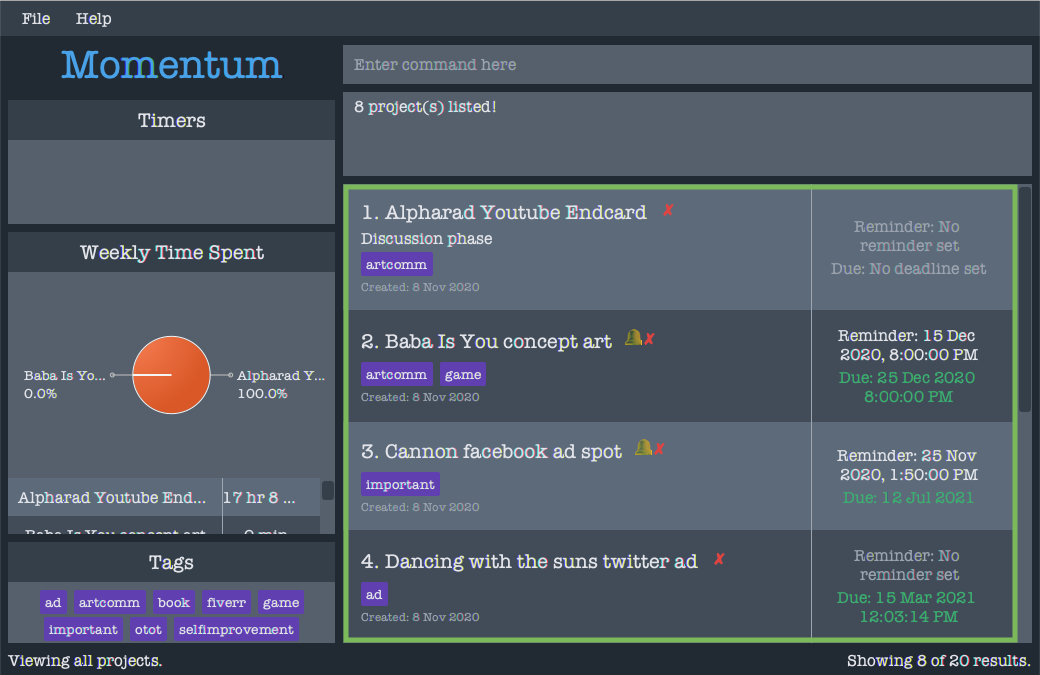 File Help
Momentum
Enter command here
8 project(s) listed!
Timers
Weekly Time Spent
Baba Is Yo...
0.0%
Alpharad Y...
100.0%
Alpharad Youtube End... 17 hr 8 ...
Baba Is You concept art 0 min
Tags
ad artcomm book fiverr game
important otot selfimprovement
1. Alpharad Youtube Endcard ✗
Discussion phase
artcomm
Created: 8 Nov 2020
Reminder: No
reminder set
Due: No deadline set
2. Baba Is You concept art 🔔✗
artcomm game
Created: 8 Nov 2020
Reminder: 15 Dec
2020, 8:00:00 PM
Due: 25 Dec 2020
8:00:00 PM
3. Cannon facebook ad spot 🔔✗
important
Created: 8 Nov 2020
Reminder: 25 Nov
2020, 1:50:00 PM
Due: 12 Jul 2021
4. Dancing with the suns twitter ad ✗
ad
Created: 8 Nov 2020
Reminder: No
reminder set
Due: 15 Mar 2021
12:03:14 PM
Viewing all projects.
Showing 8 of 20 results.